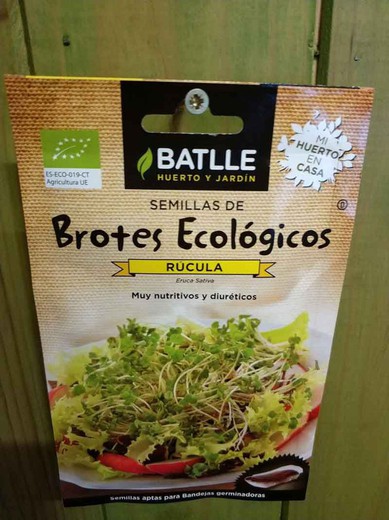 BATLLE
HUERTO Y JARDÍN
ES-ECO-019-CT
Agricultura UE
MI
HUERTO
EN
CASA
SEMILLAS DE
Brotes Ecológicos
RÚCULA
Eruca Sativa
Muy nutritivos y diuréticos
Semillas aptas para Bandejas germinadoras